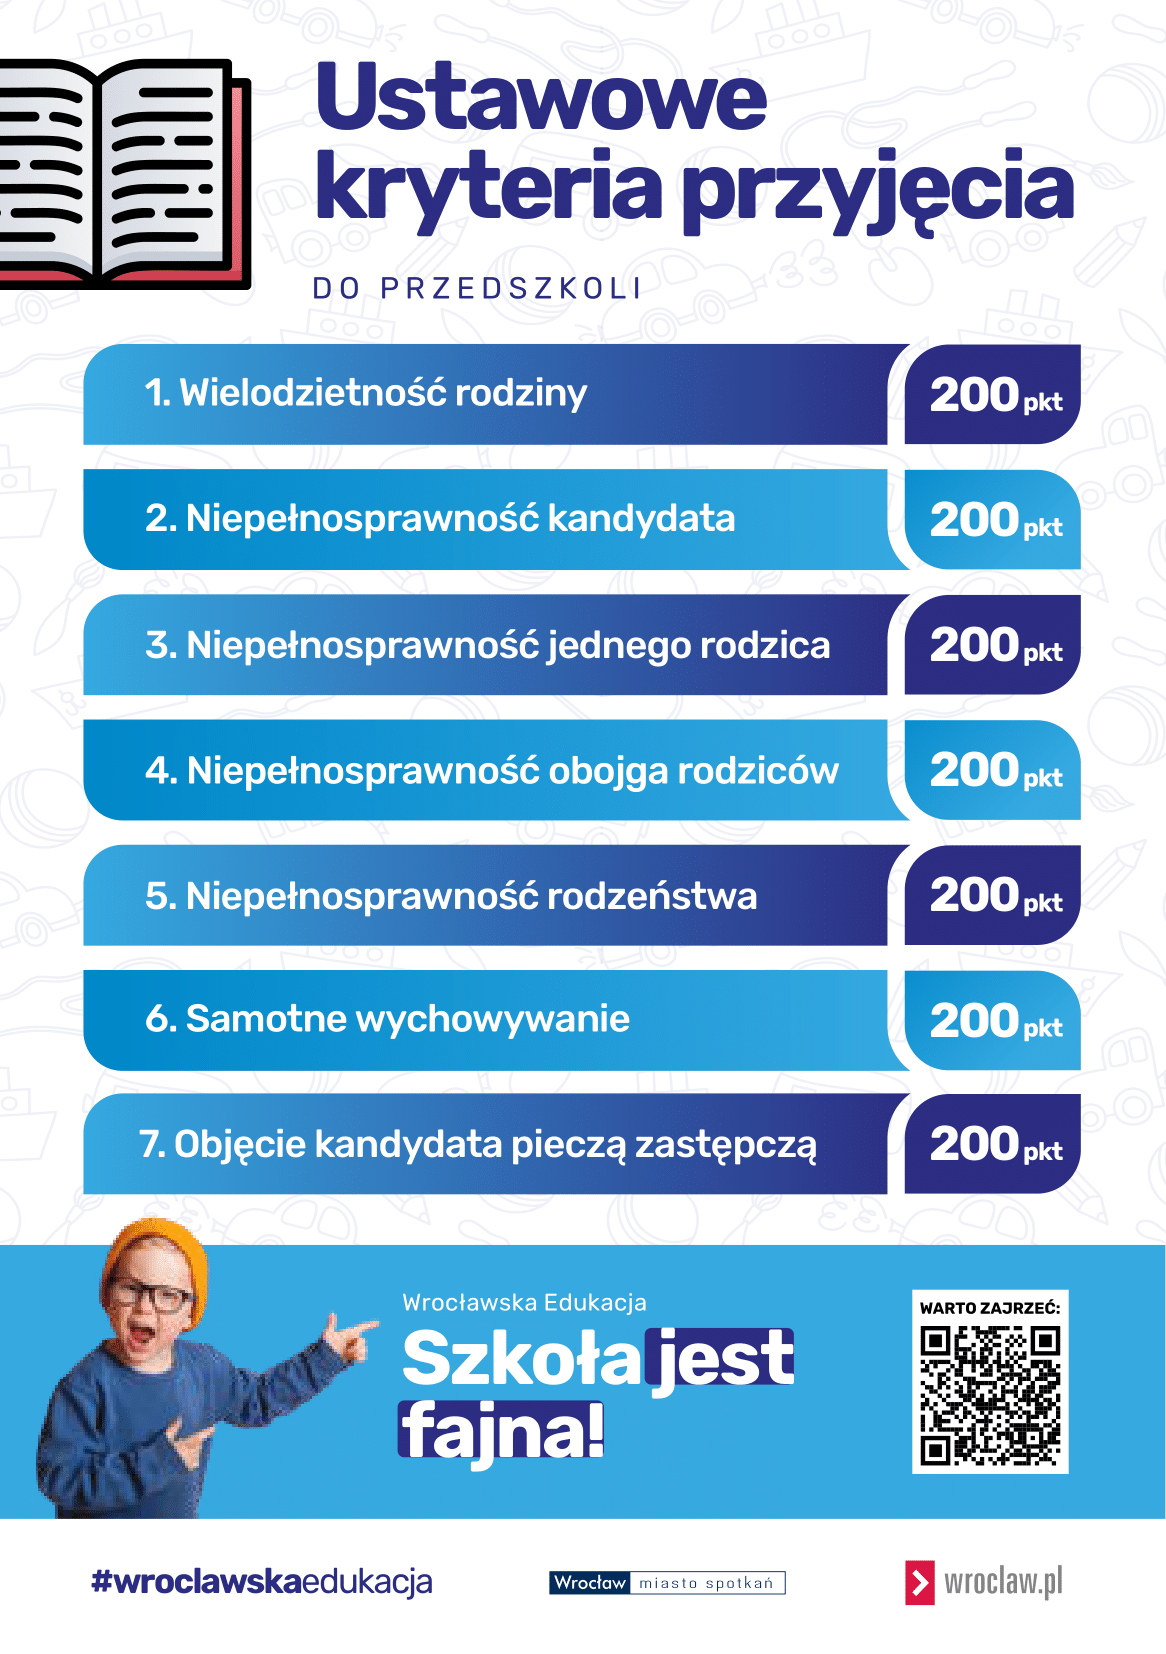 Ustawowe
kryteria przyjęcia
DO PRZEDSZKOLI
1. Wielodzietność rodziny 200 pkt
2. Niepełnosprawność kandydata 200 pkt
3. Niepełnosprawność jednego rodzica 200 pkt
4. Niepełnosprawność obojga rodziców 200 pkt
5. Niepełnosprawność rodzeństwa 200 pkt
6. Samotne wychowywanie 200 pkt
7. Objęcie kandydata pieczą zastępczą 200 pkt
Wrocławska Edukacja
Szkoła jest
fajna!
WARTO ZAJRZEĆ:
#wroclawskaedukacja
Wrocław miasto spotkań
wroclaw.pl